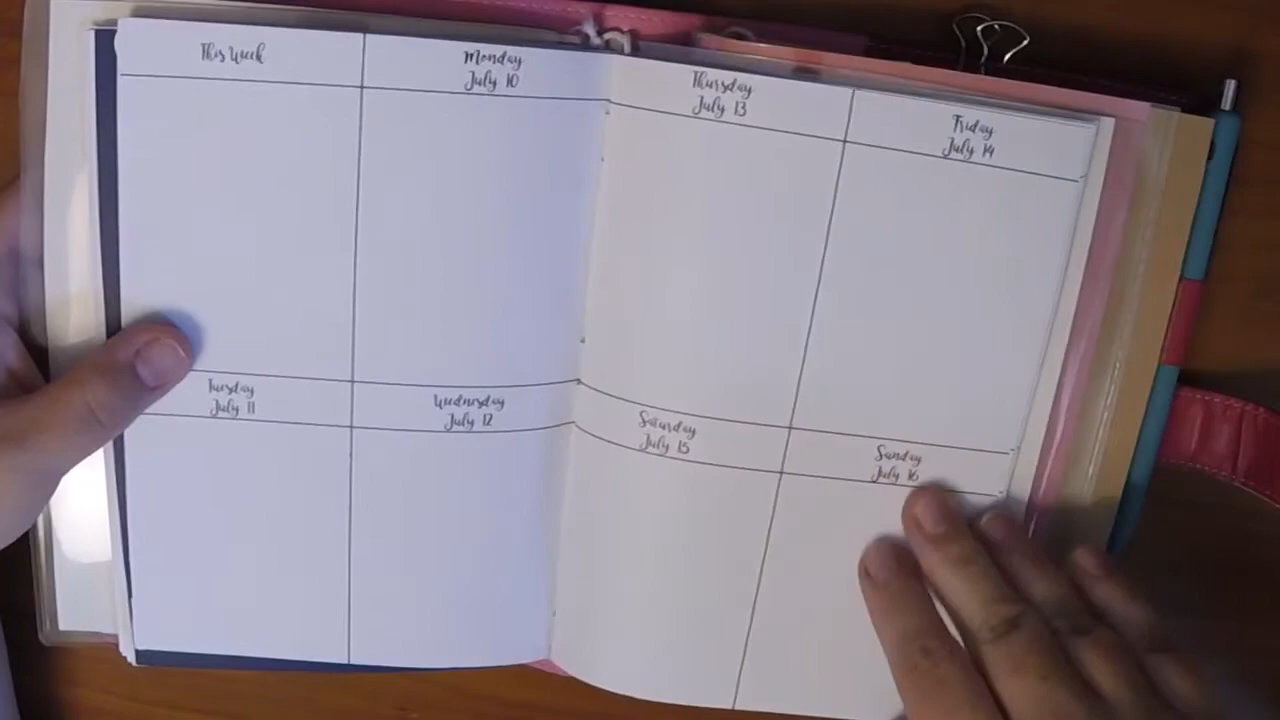 This Week
Monday
July 10
Tuesday
July 11
Wednesday
July 12
Thursday
July 13
Friday
July 14
Saturday
July 15
Sunday
July 16